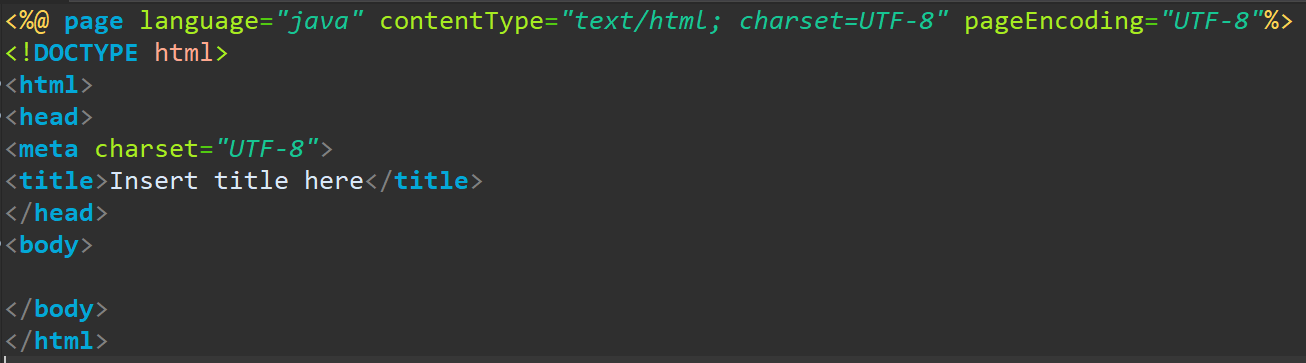 <%@ page language="java" contentType="text/html; charset=UTF-8" pageEncoding="UTF-8"%>
<!DOCTYPE html>
<html>
<head>
<meta charset="UTF-8">
<title>Insert title here</title>
</head>
<body>
</body>
</html>